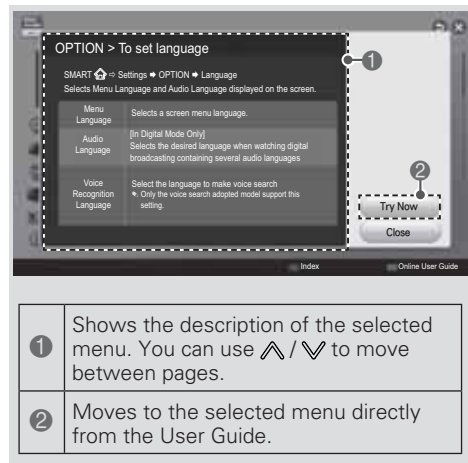 OPTION > To set language
SMART ⇨ Settings ➡ OPTION ➡ Language
Selects Menu Language and Audio Language displayed on the screen.
Menu
Language
Selects a screen menu language.
Audio
Language
[In Digital Mode Only]
Selects the desired language when watching digital
broadcasting containing several audio languages
Voice
Recognition
Language
Select the language to make voice search
Only the voice search adopted model support this
setting.
❶
❷
Try Now
Close
Index
Online User Guide
❶
Shows the description of the selected
menu. You can use / to move
between pages.
❷
Moves to the selected menu directly
from the User Guide.